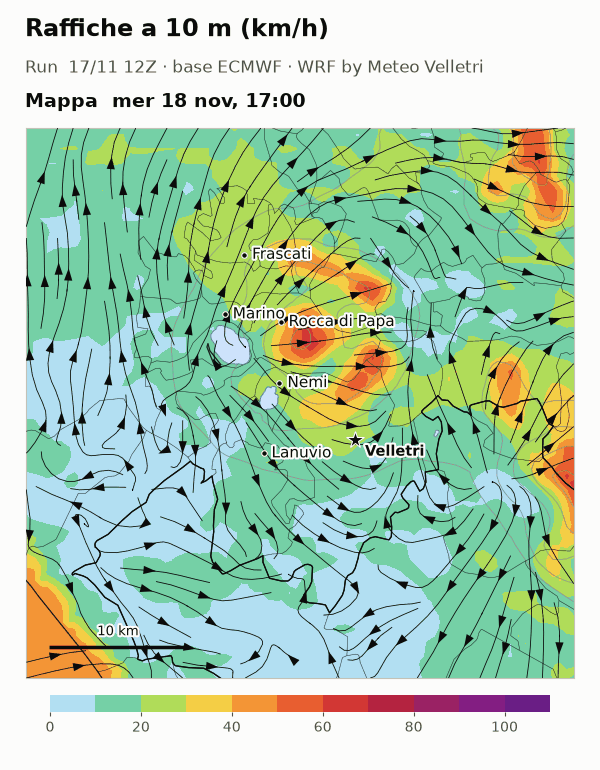 Raffiche a 10 m (km/h)
Run  17/11 12Z · base ECMWF · WRF by Meteo Velletri
Mappa  mer 18 nov, 17:00
Frascati
Marino
Rocca di Papa
Nemi
Velletri
Lanuvio
10 km
0 20 40 60 80 100